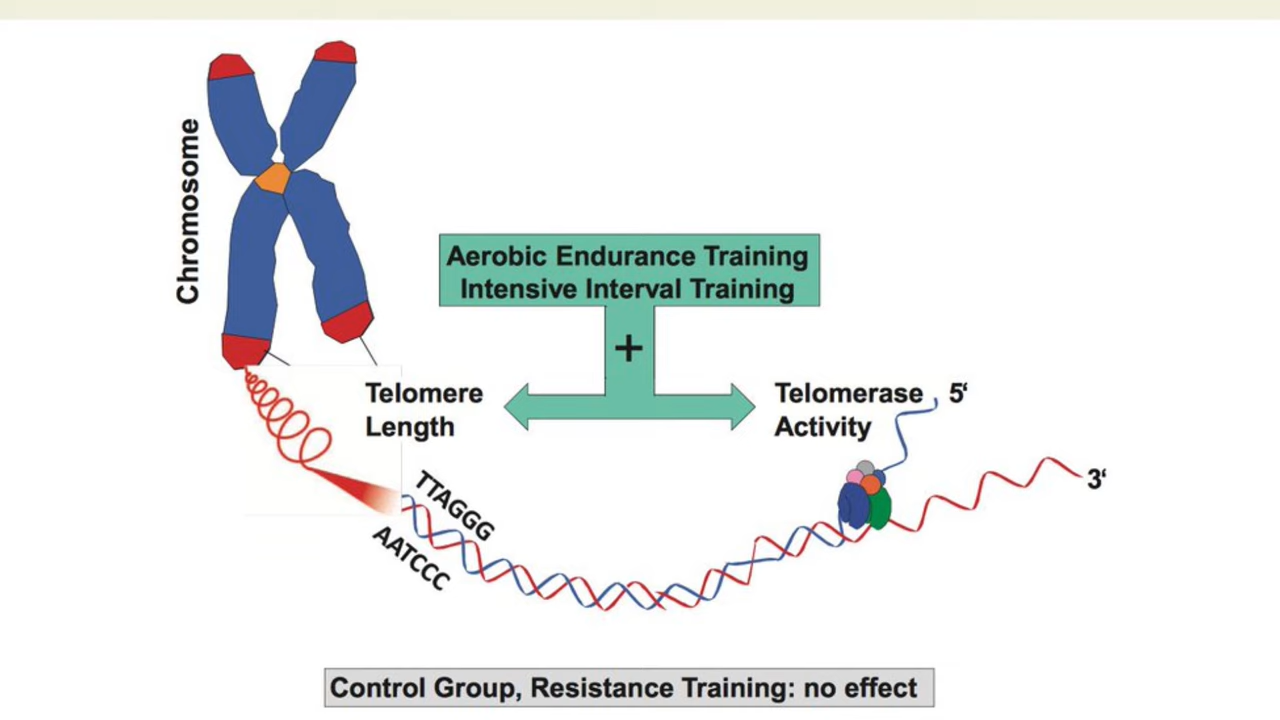 Chromosome
Aerobic Endurance Training
Intensive Interval Training
+
Telomere
Length
Telomerase
Activity
5‘
3‘
TTAGGG
AATCCC
Control Group, Resistance Training: no effect